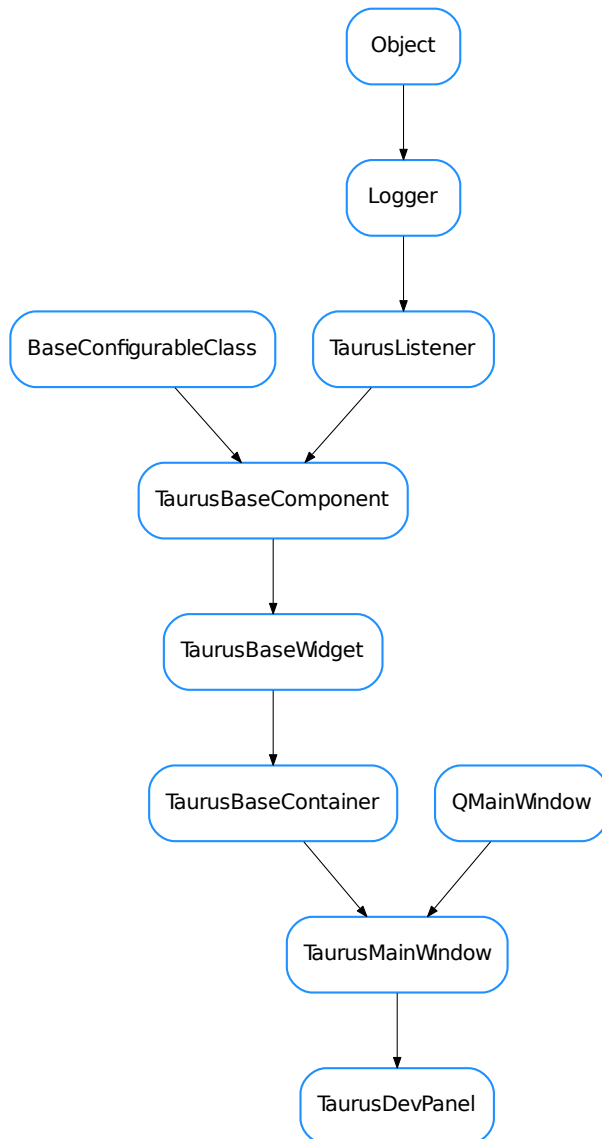 Object
Logger
BaseConfigurableClass
TaurusListener
TaurusBaseComponent
TaurusBaseWidget
TaurusBaseContainer
QMainWindow
TaurusMainWindow
TaurusDevPanel